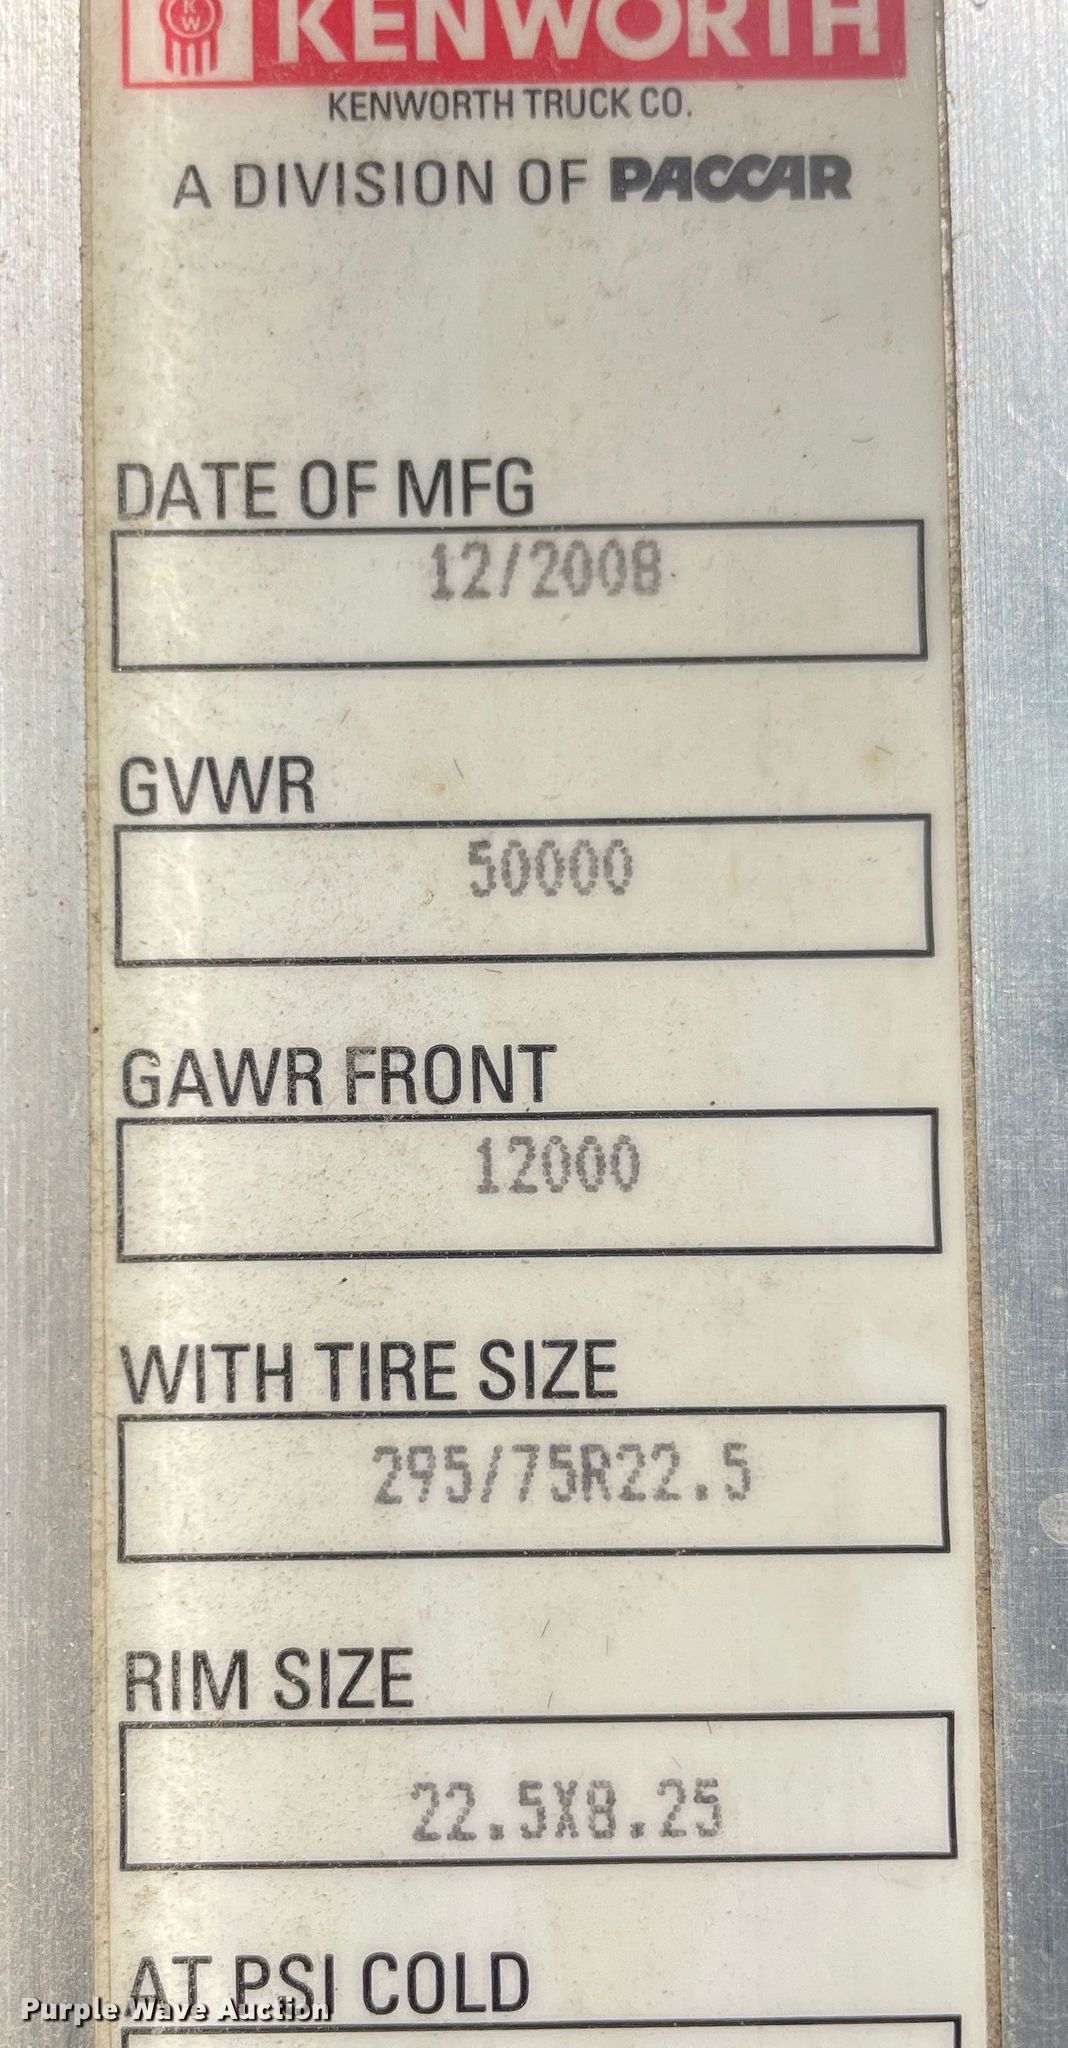 KW
KENWORTH
KENWORTH TRUCK CO.
A DIVISION OF PACCAR
DATE OF MFG
12/2008
GVWR
50000
GAWR FRONT
12000
WITH TIRE SIZE
295/75R22.5
RIM SIZE
22.5X8.25
AT PSI COLD
Purple Wave Auction